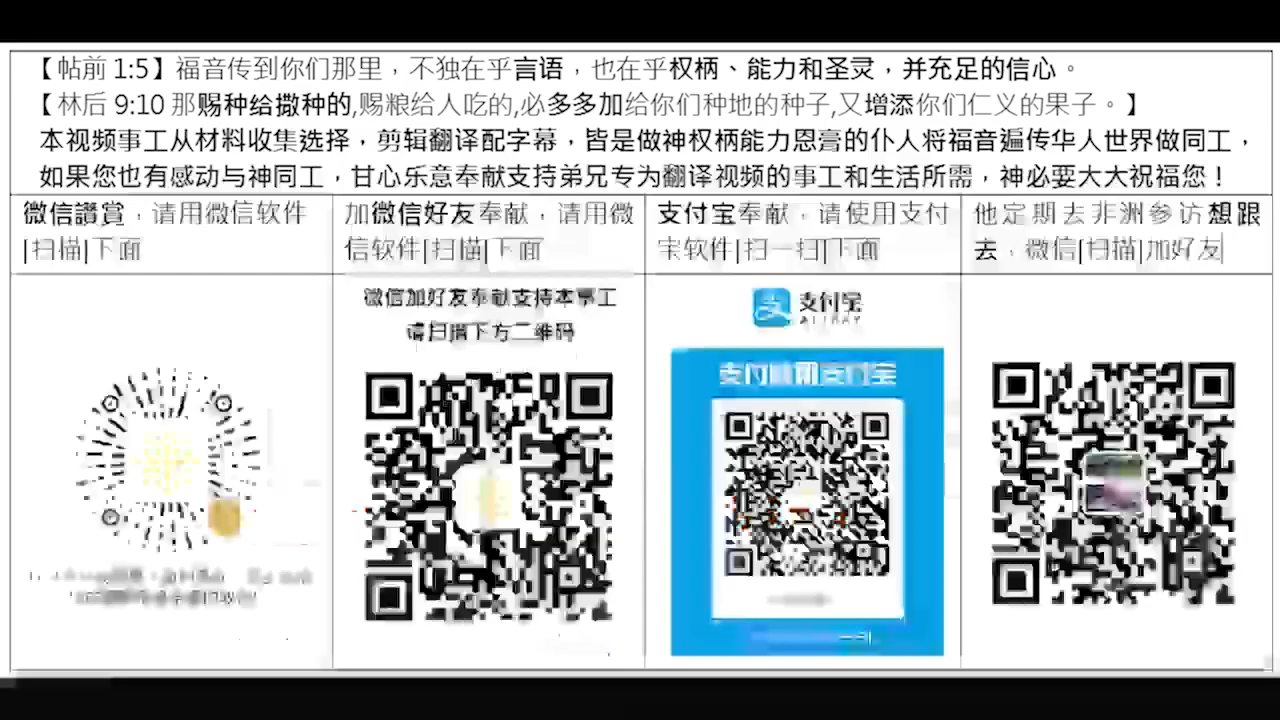 【帖前 1:5】福音传到你们那里，不独在乎言语，也在乎权柄、能力和圣灵，并充足的信心。
【林后 9:10 那赐种给撒种的,赐粮给人吃的,必多多加给你们种地的种子,又增添你们仁义的果子。】
本视频事工从材料收集选择，剪辑翻译配字幕，皆是做神权柄能力恩膏的仆人将福音遍传华人世界做同工，
如果您也有感动与神同工，甘心乐意奉献支持弟兄专为翻译视频的事工和生活所需，神必要大大祝福您！
微信讚賞，请用微信软件
|扫描|下面
加微信好友奉献，请用微
信软件|扫描|下面
支付宝奉献，请使用支付
宝软件|扫一扫|下面
他定期去非洲参访想跟
去，微信|扫描|加好友|
微信加好友奉献支持本事工
请扫描下方二维码
支付宝
ALIPAY
支付就用支付宝